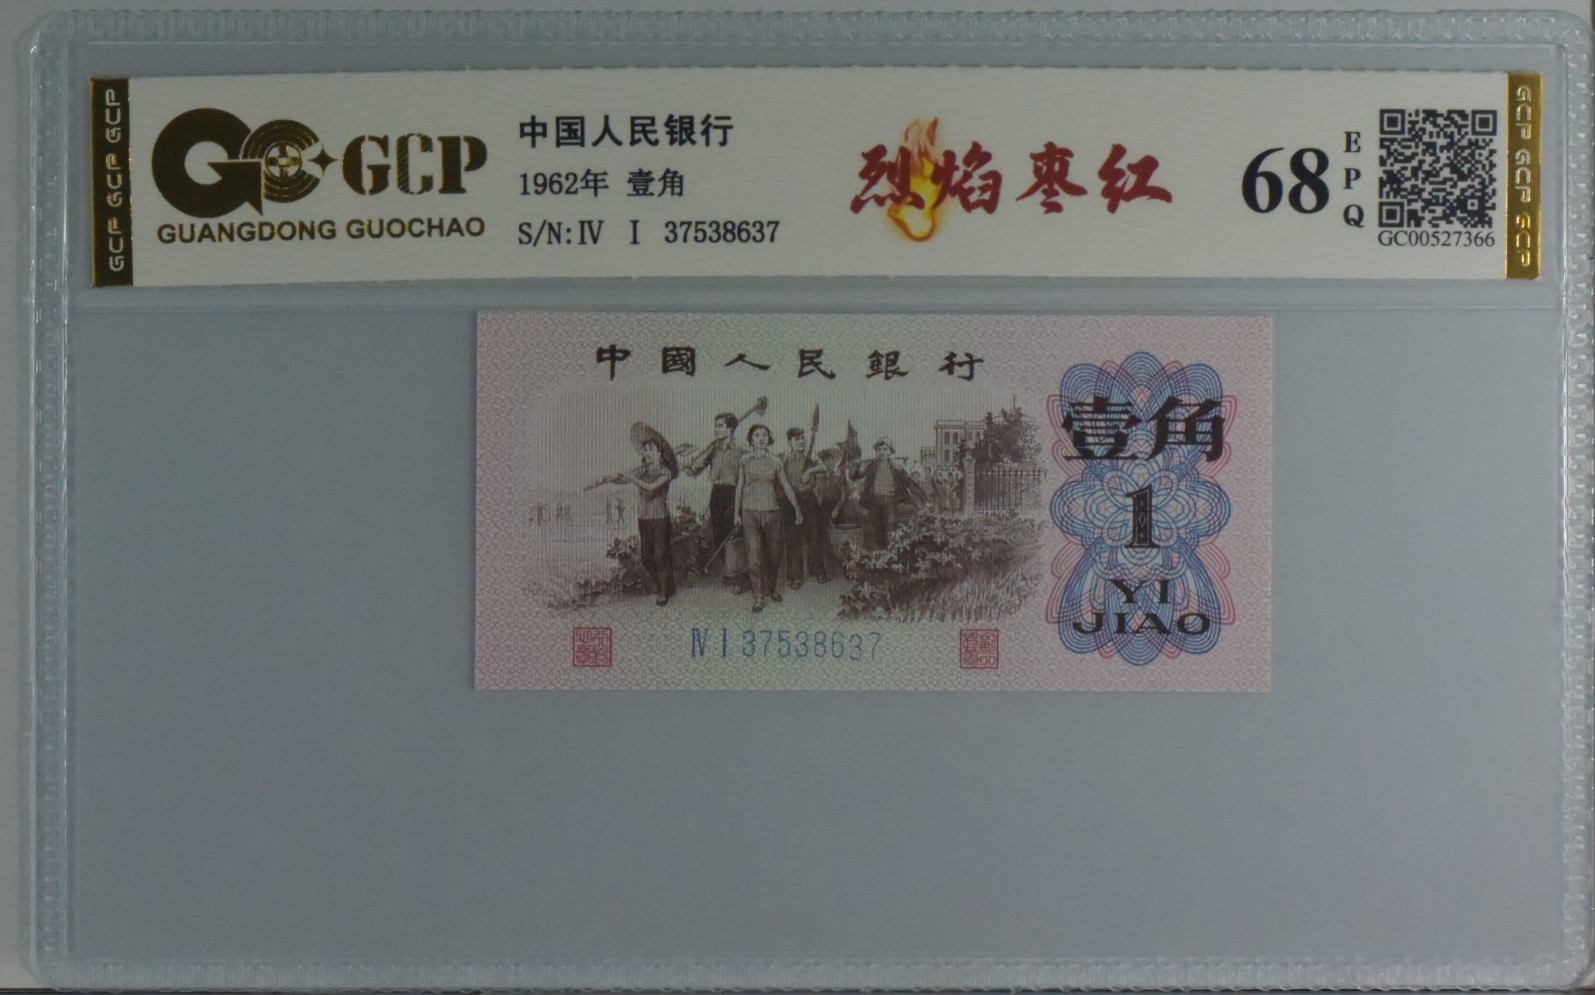 GCP GCP GCP
GCP
GUANGDONG GUOCHAO
中国人民银行
1962年 壹角
S/N:Ⅳ Ⅰ 37538637
烈焰枣红
68
EPQ
GC00527366
GCP GCP GCP
中國人民銀行
壹角
1
YI
JIAO
Ⅳ Ⅰ 37538637